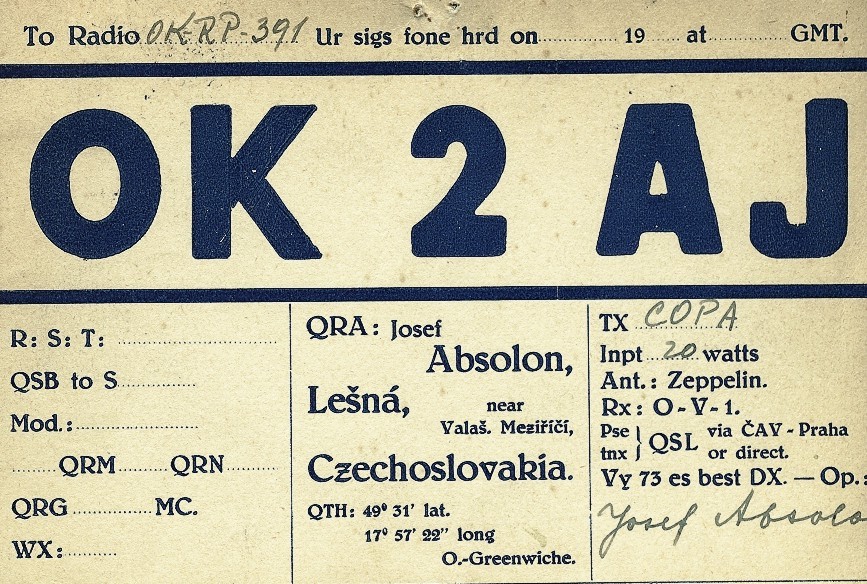 To Radio OK-RP-391 Ur sigs fone hrd on 19 at GMT.
OK 2 AJ
R: S: T:
QSB to S
Mod.:
QRM QRN
QRG MC.
WX:
QRA: Josef
Absolon,
Lešná, near
Valaš. Meziříčí,
Czechoslovakia.
QTH: 49° 31' lat.
17° 57' 22" long
O.-Greenwiche.
TX COPA
Inpt 20 watts
Ant.: Zeppelin.
Rx: O-V-1.
Pse tnx } QSL via ČAV-Praha
or direct.
Vy 73 es best DX. — Op.:
Josef Absolo